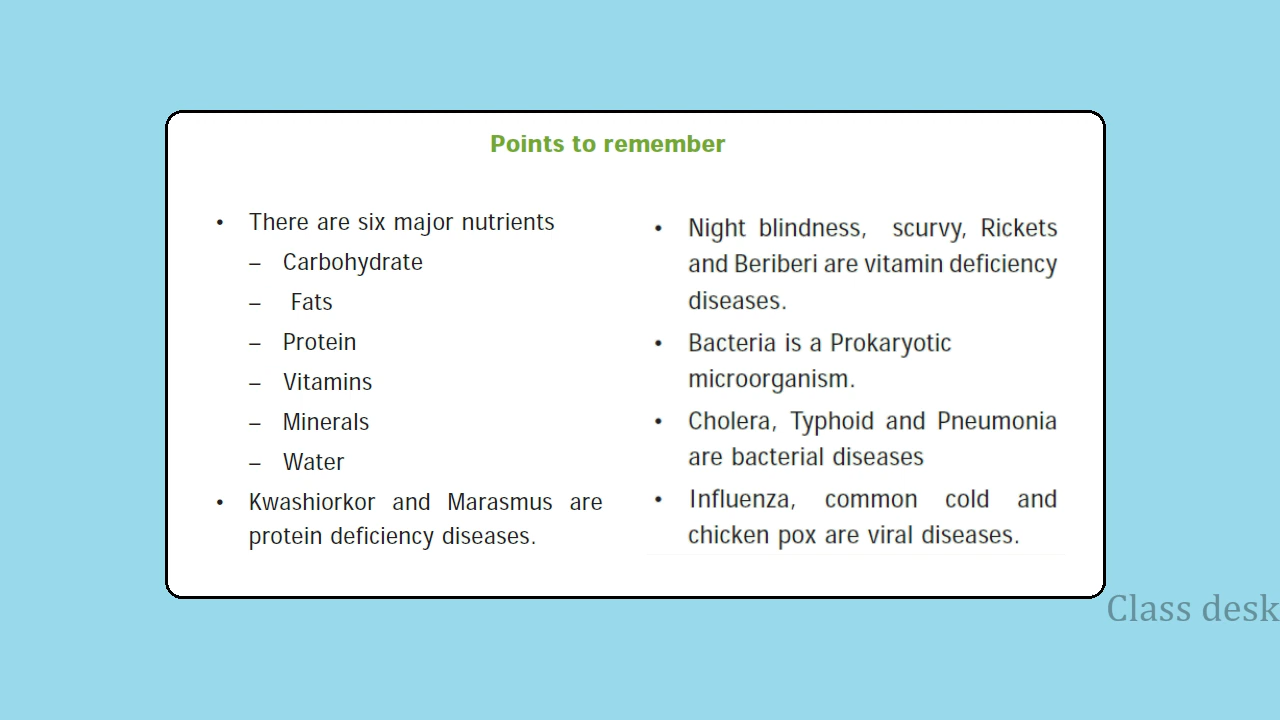 Points to remember
• There are six major nutrients
– Carbohydrate
– Fats
– Protein
– Vitamins
– Minerals
– Water
• Kwashiorkor and Marasmus are
protein deficiency diseases.
• Night blindness, scurvy, Rickets
and Beriberi are vitamin deficiency
diseases.
• Bacteria is a Prokaryotic
microorganism.
• Cholera, Typhoid and Pneumonia
are bacterial diseases
• Influenza, common cold and
chicken pox are viral diseases.
Class desk